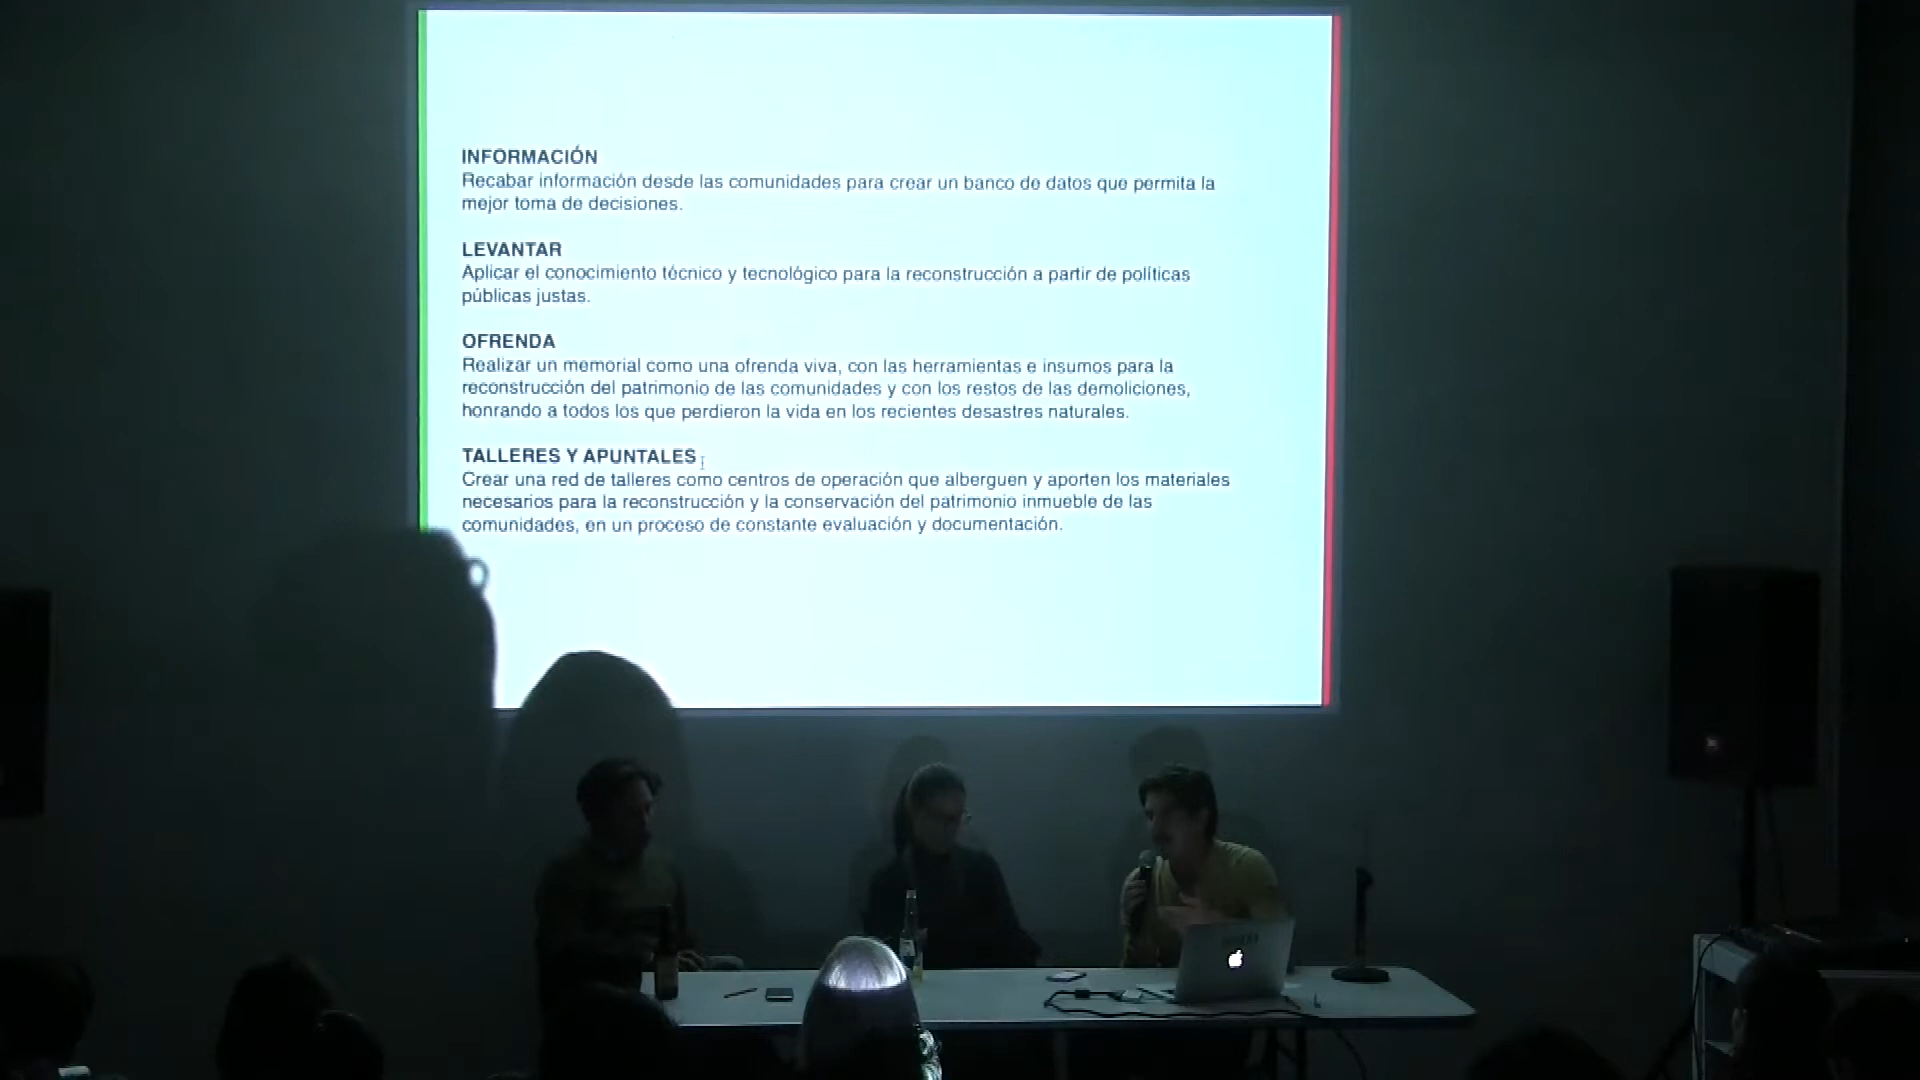 INFORMACIÓN
Recabar información desde las comunidades para crear un banco de datos que permita la
mejor toma de decisiones.
LEVANTAR
Aplicar el conocimiento técnico y tecnológico para la reconstrucción a partir de políticas
públicas justas.
OFRENDA
Realizar un memorial como una ofrenda viva, con las herramientas e insumos para la
reconstrucción del patrimonio de las comunidades y con los restos de las demoliciones,
honrando a todos los que perdieron la vida en los recientes desastres naturales.
TALLERES Y APUNTALES
Crear una red de talleres como centros de operación que alberguen y aporten los materiales
necesarios para la reconstrucción y la conservación del patrimonio inmueble de las
comunidades, en un proceso de constante evaluación y documentación.